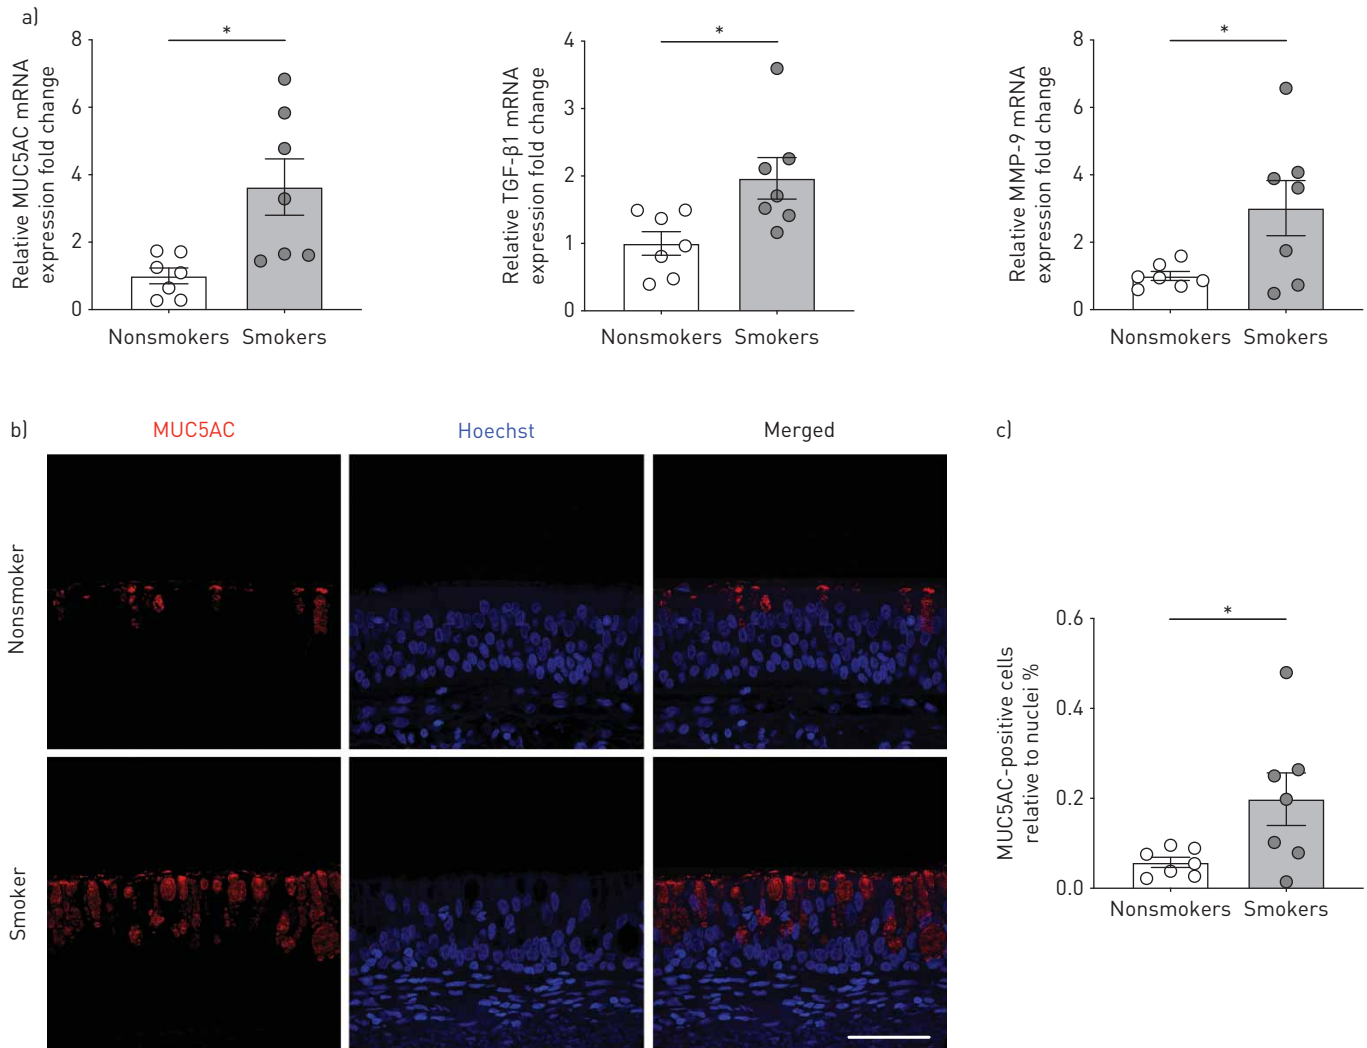 a)
Relative MUC5AC mRNA
expression fold change
8
6
4
2
0
*
Nonsmokers
Smokers
Relative TGF-β1 mRNA
expression fold change
4
3
2
1
0
*
Nonsmokers
Smokers
Relative MMP-9 mRNA
expression fold change
8
6
4
2
0
*
Nonsmokers
Smokers
b)
MUC5AC
Hoechst
Merged
Nonsmoker
Smoker
c)
MUC5AC-positive cells
relative to nuclei %
0.6
0.4
0.2
0.0
*
Nonsmokers
Smokers